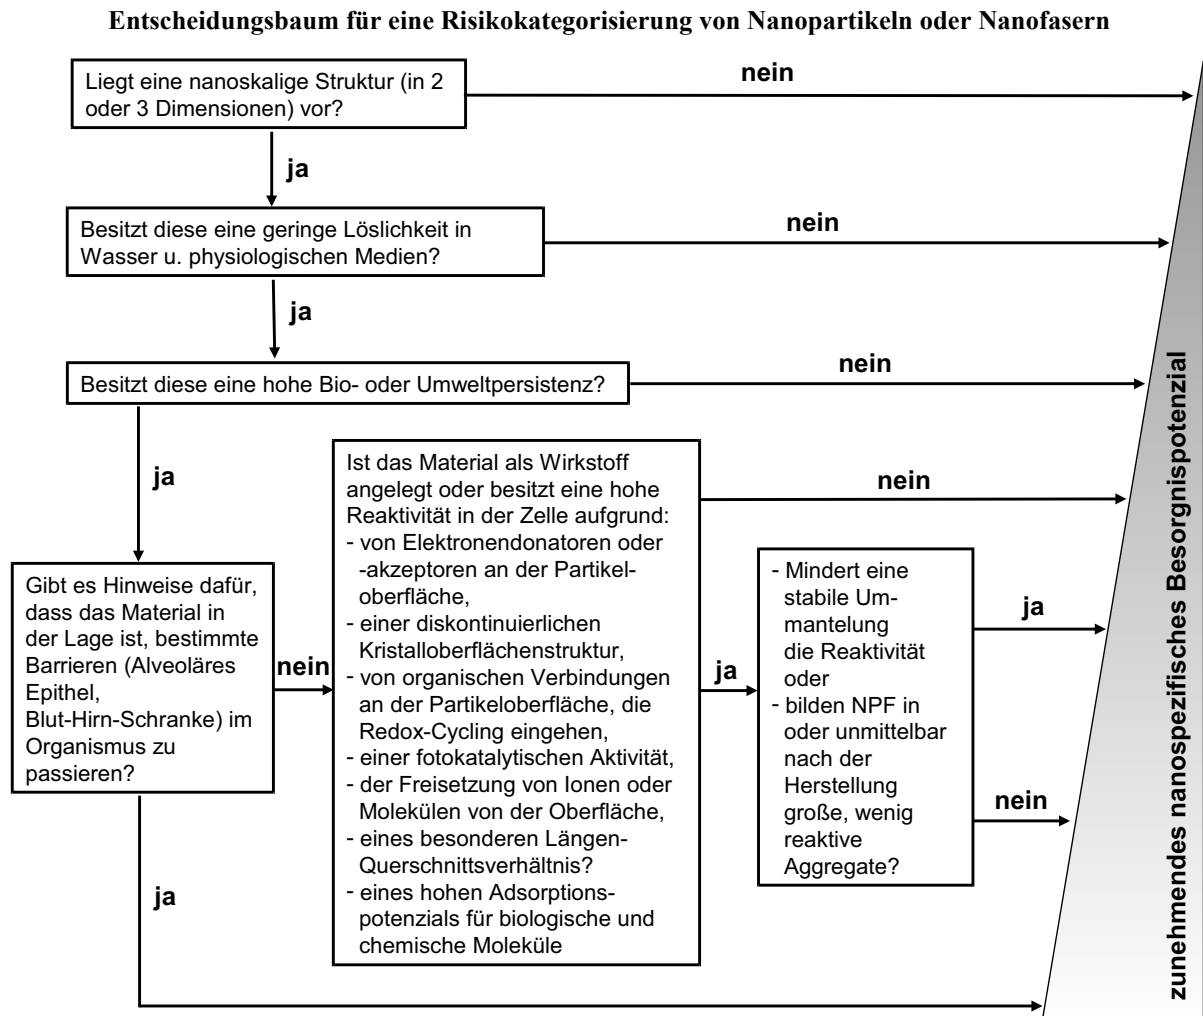 Entscheidungsbaum für eine Risikokategorisierung von Nanopartikeln oder Nanofasern
Liegt eine nanoskalige Struktur (in 2
oder 3 Dimensionen) vor?
nein
ja
Besitzt diese eine geringe Löslichkeit in
Wasser u. physiologischen Medien?
nein
ja
Besitzt diese eine hohe Bio- oder Umweltpersistenz?
nein
ja
Gibt es Hinweise dafür,
dass das Material in
der Lage ist, bestimmte
Barrieren (Alveoläres
Epithel,
Blut-Hirn-Schranke) im
Organismus zu
passieren?
nein
ja
Ist das Material als Wirkstoff
angelegt oder besitzt eine hohe
Reaktivität in der Zelle aufgrund:
- von Elektronendonatoren oder
-akzeptoren an der Partikel-
oberfläche,
- einer diskontinuierlichen
Kristalloberflächenstruktur,
- von organischen Verbindungen
an der Partikeloberfläche, die
Redox-Cycling eingehen,
- einer fotokatalytischen Aktivität,
- der Freisetzung von Ionen oder
Molekülen von der Oberfläche,
- eines besonderen Längen-
Querschnittsverhältnis?
- eines hohen Adsorptions-
potenzials für biologische und
chemische Moleküle
nein
ja
- Mindert eine
stabile Um-
mantelung
die Reaktivität
oder
- bilden NPF in
oder unmittelbar
nach der
Herstellung
große, wenig
reaktive
Aggregate?
ja
nein
zunehmendes nanospezifisches Besorgnispotenzial